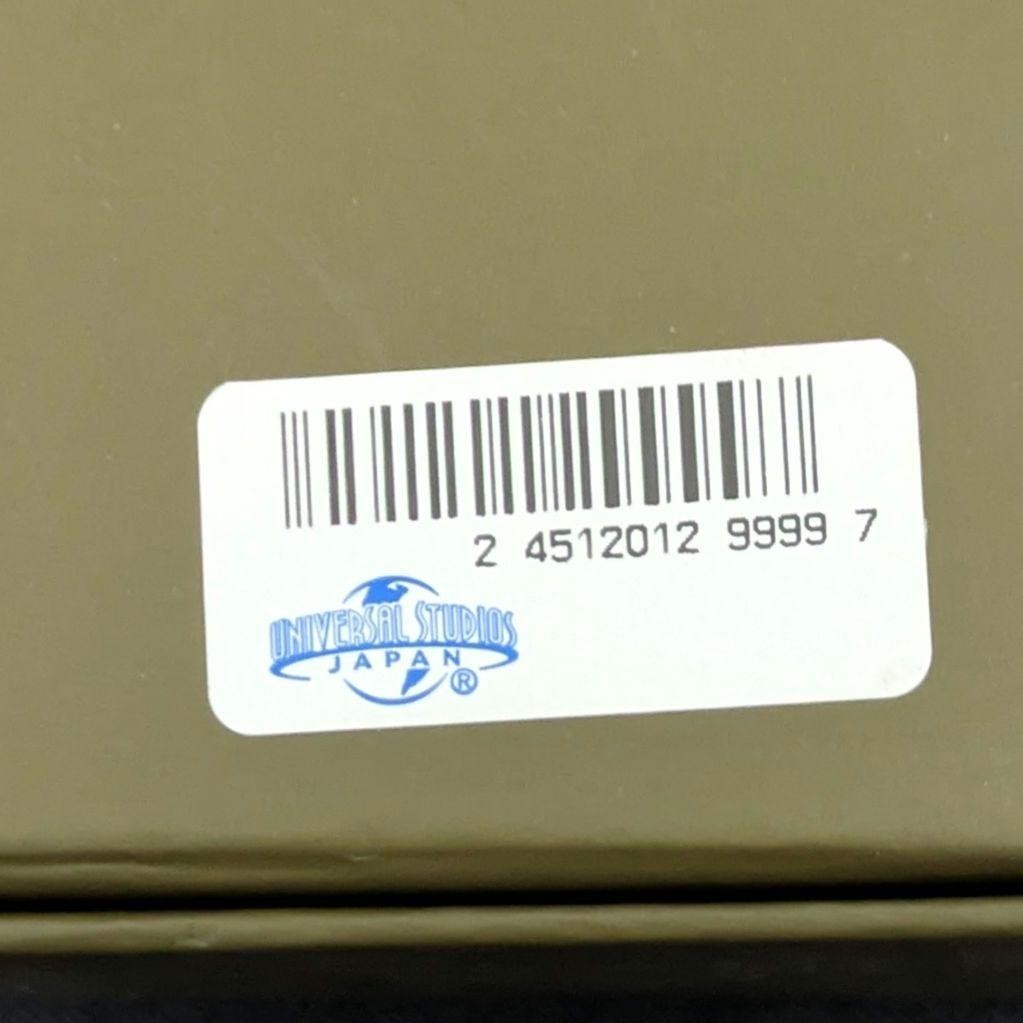 2 4512012 9999 7
UNIVERSAL STUDIOS
JAPAN ®